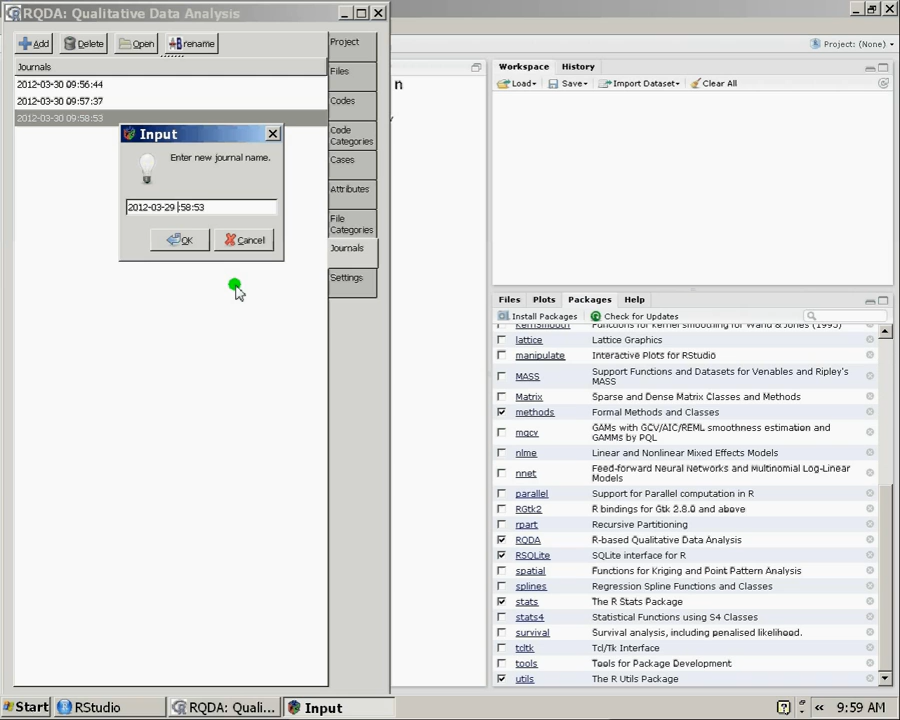 RQDA: Qualitative Data Analysis
Project: (None)
Add Delete Open rename
Project
Files
Codes
Code
Categories
Cases
Attributes
File
Categories
Journals
Settings
Journals
2012-03-30 09:56:44
2012-03-30 09:57:37
2012-03-30 09:58:53
Input
Enter new journal name.
2012-03-29 :58:53
OK Cancel
n
Workspace History
Load Save Import Dataset Clear All
Files Plots Packages Help
Install Packages Check for Updates
KernSmooth Functions for kernel smoothing for Wand & Jones (1995)
lattice Lattice Graphics
manipulate Interactive Plots for RStudio
MASS Support Functions and Datasets for Venables and Ripley's
MASS
Matrix Sparse and Dense Matrix Classes and Methods
methods Formal Methods and Classes
mgcv GAMs with GCV/AIC/REML smoothness estimation and
GAMMs by PQL
nlme Linear and Nonlinear Mixed Effects Models
nnet Feed-forward Neural Networks and Multinomial Log-Linear
Models
parallel Support for Parallel computation in R
RGtk2 R bindings for Gtk 2.8.0 and above
rpart Recursive Partitioning
RQDA R-based Qualitative Data Analysis
RSQLite SQLite interface for R
spatial Functions for Kriging and Point Pattern Analysis
splines Regression Spline Functions and Classes
stats The R Stats Package
stats4 Statistical Functions using S4 Classes
survival Survival analysis, including penalised likelihood.
tcltk Tcl/Tk Interface
tools Tools for Package Development
utils The R Utils Package
Start RStudio RQDA: Quali... Input 9:59 AM